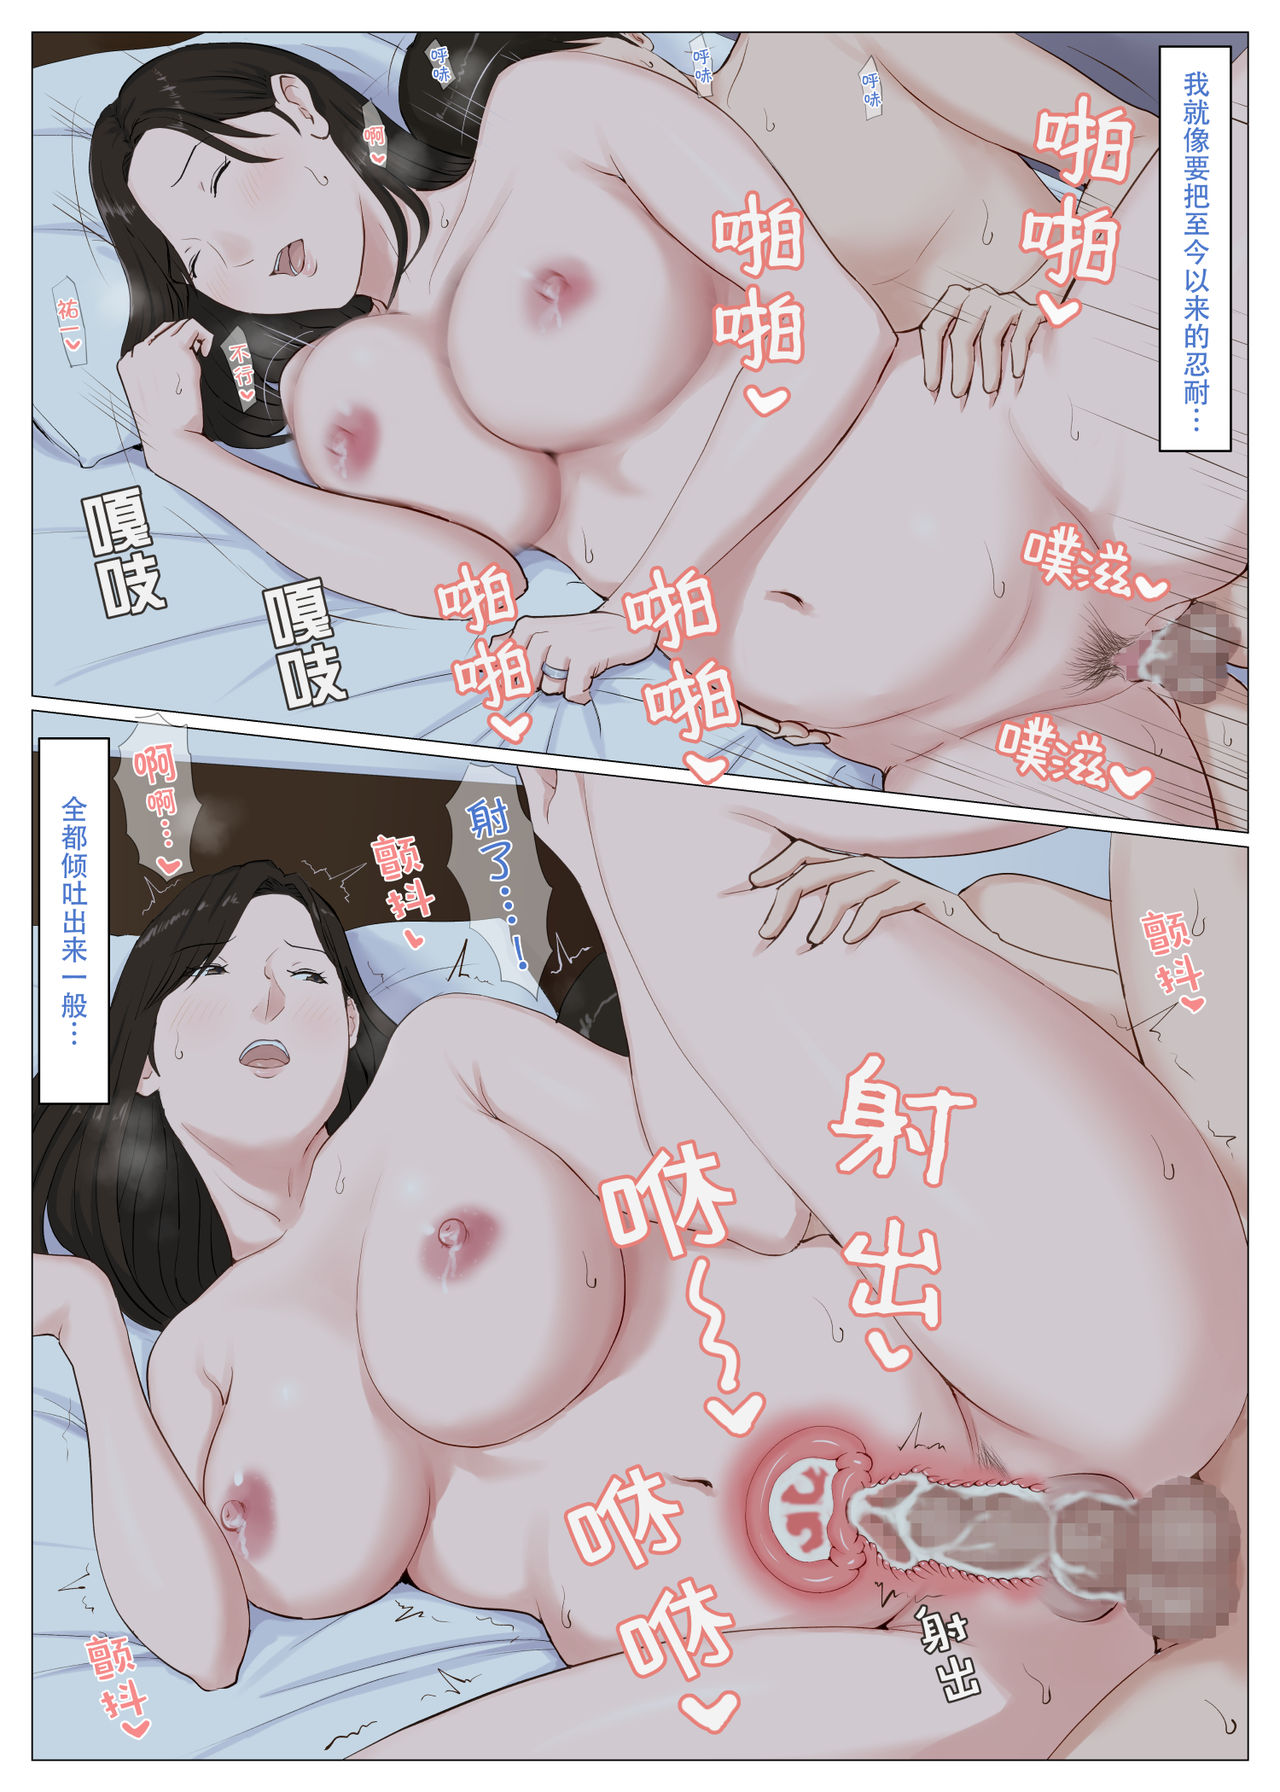 我就像要把至今以来的忍耐…
呼哧
呼哧
呼哧
啊♥
啪啪♥
啪啪♥
祐一♥
不行♥
嘎吱
嘎吱
啪啪♥
啪啪♥
噗滋♥
噗滋♥
射了…！
啊啊…♥
颤抖♥
颤抖♥
全都倾吐出来一般…
射出♥
咻～♥
咻
咻♥
射出
颤抖♥